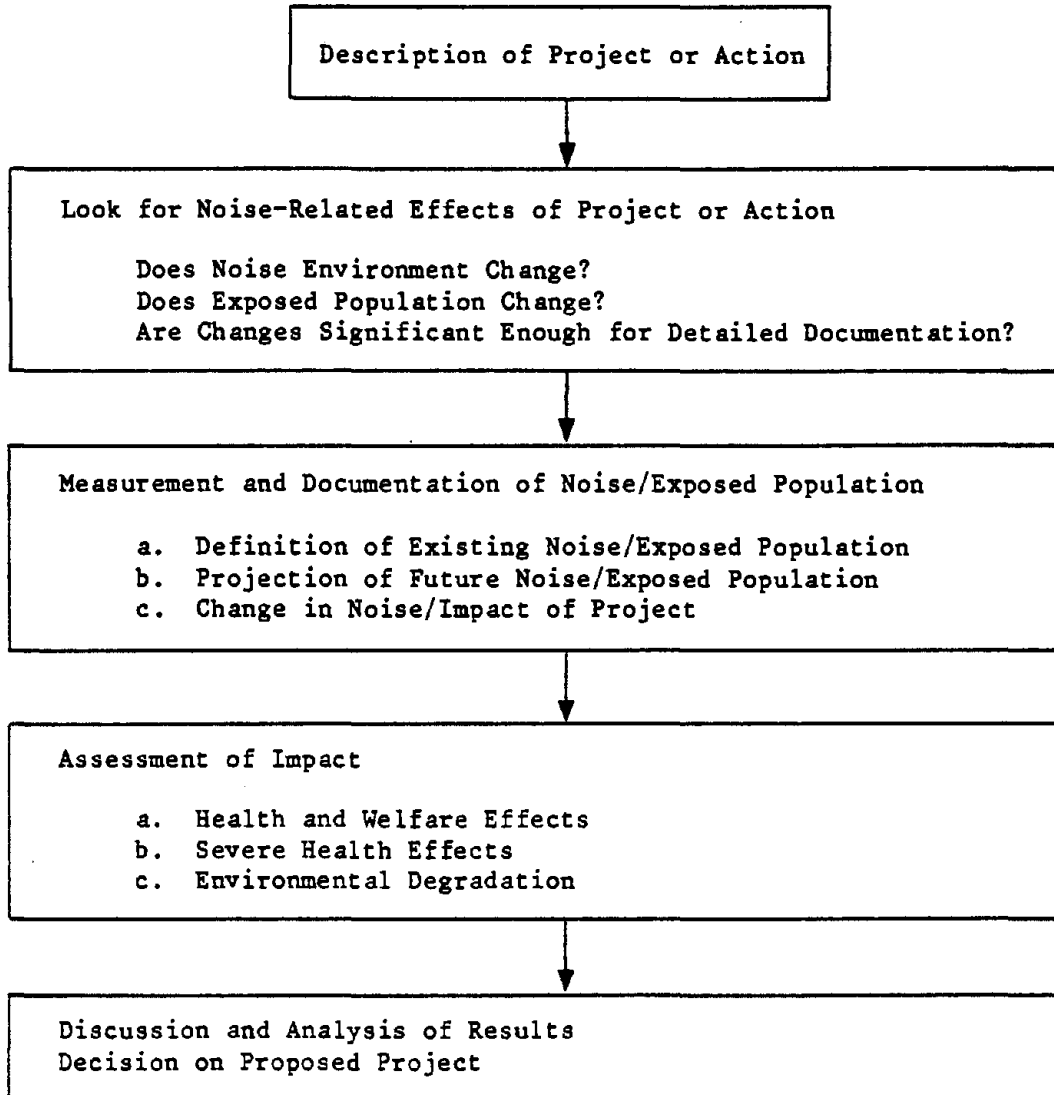 Description of Project or Action
Look for Noise-Related Effects of Project or Action
Does Noise Environment Change?
Does Exposed Population Change?
Are Changes Significant Enough for Detailed Documentation?
Measurement and Documentation of Noise/Exposed Population
a. Definition of Existing Noise/Exposed Population
b. Projection of Future Noise/Exposed Population
c. Change in Noise/Impact of Project
Assessment of Impact
a. Health and Welfare Effects
b. Severe Health Effects
c. Environmental Degradation
Discussion and Analysis of Results
Decision on Proposed Project